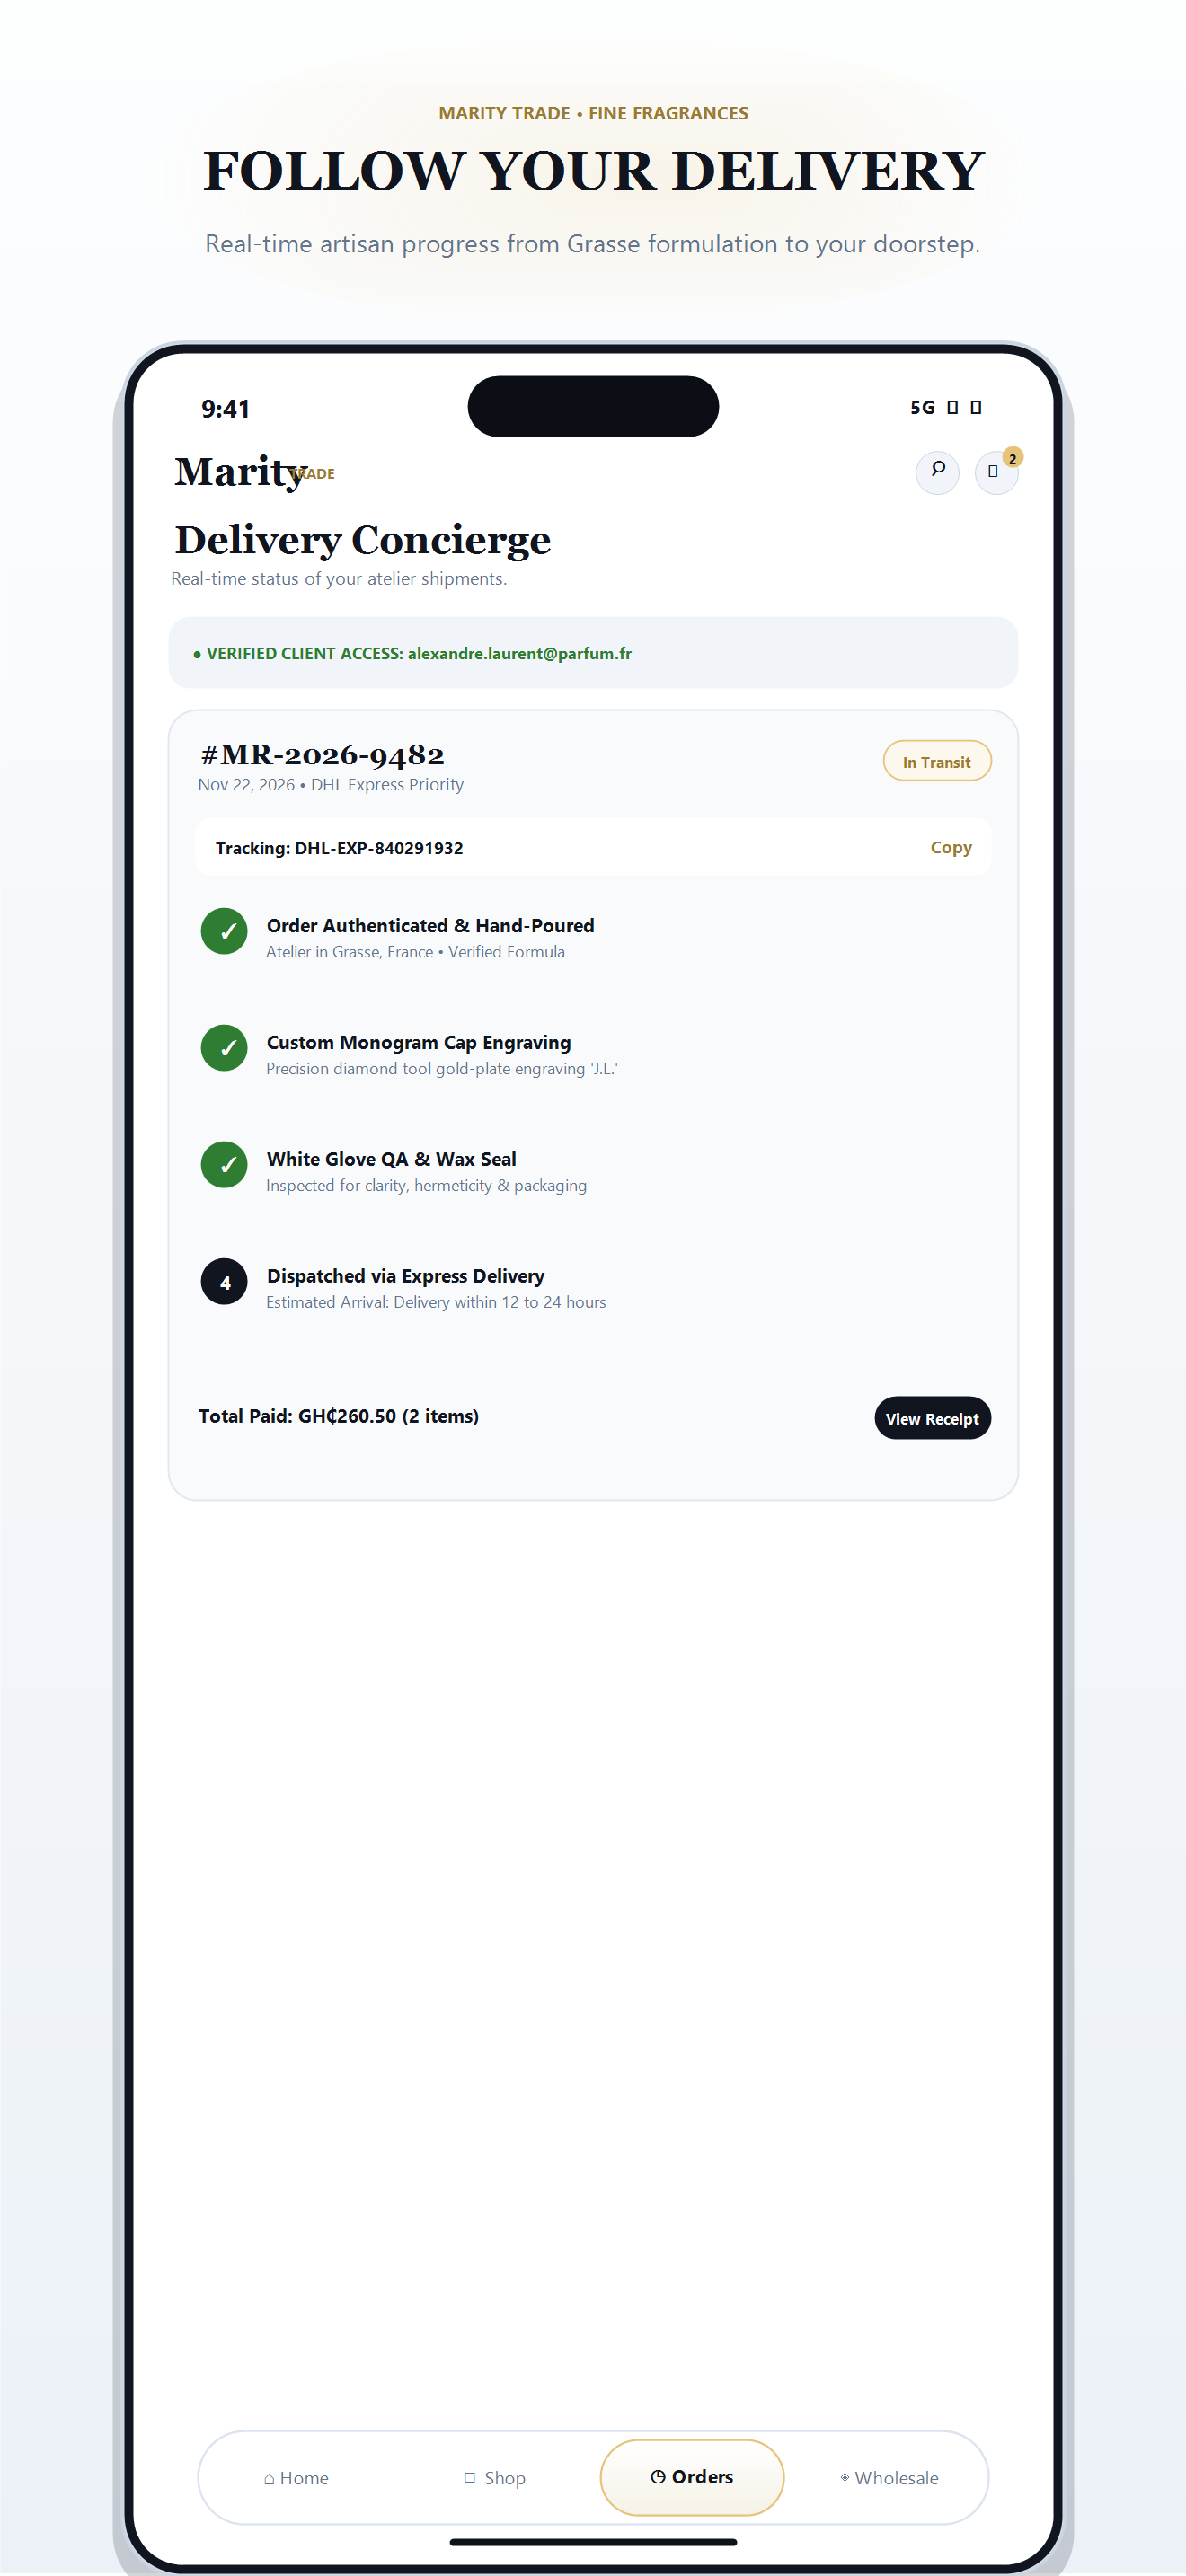 MARITY TRADE • FINE FRAGRANCES
FOLLOW YOUR DELIVERY
Real-time artisan progress from Grasse formulation to your doorstep.
9:41
5G
Marity TRADE
2
Delivery Concierge
Real-time status of your atelier shipments.
• VERIFIED CLIENT ACCESS: alexandre.laurent@parfum.fr
#MR-2026-9482
In Transit
Nov 22, 2026 • DHL Express Priority
Tracking: DHL-EXP-840291932
Copy
✓ Order Authenticated & Hand-Poured
Atelier in Grasse, France • Verified Formula
✓ Custom Monogram Cap Engraving
Precision diamond tool gold-plate engraving 'J.L.'
✓ White Glove QA & Wax Seal
Inspected for clarity, hermeticity & packaging
4 Dispatched via Express Delivery
Estimated Arrival: Delivery within 12 to 24 hours
Total Paid: GH₵260.50 (2 items)
View Receipt
Home
Shop
Orders
Wholesale